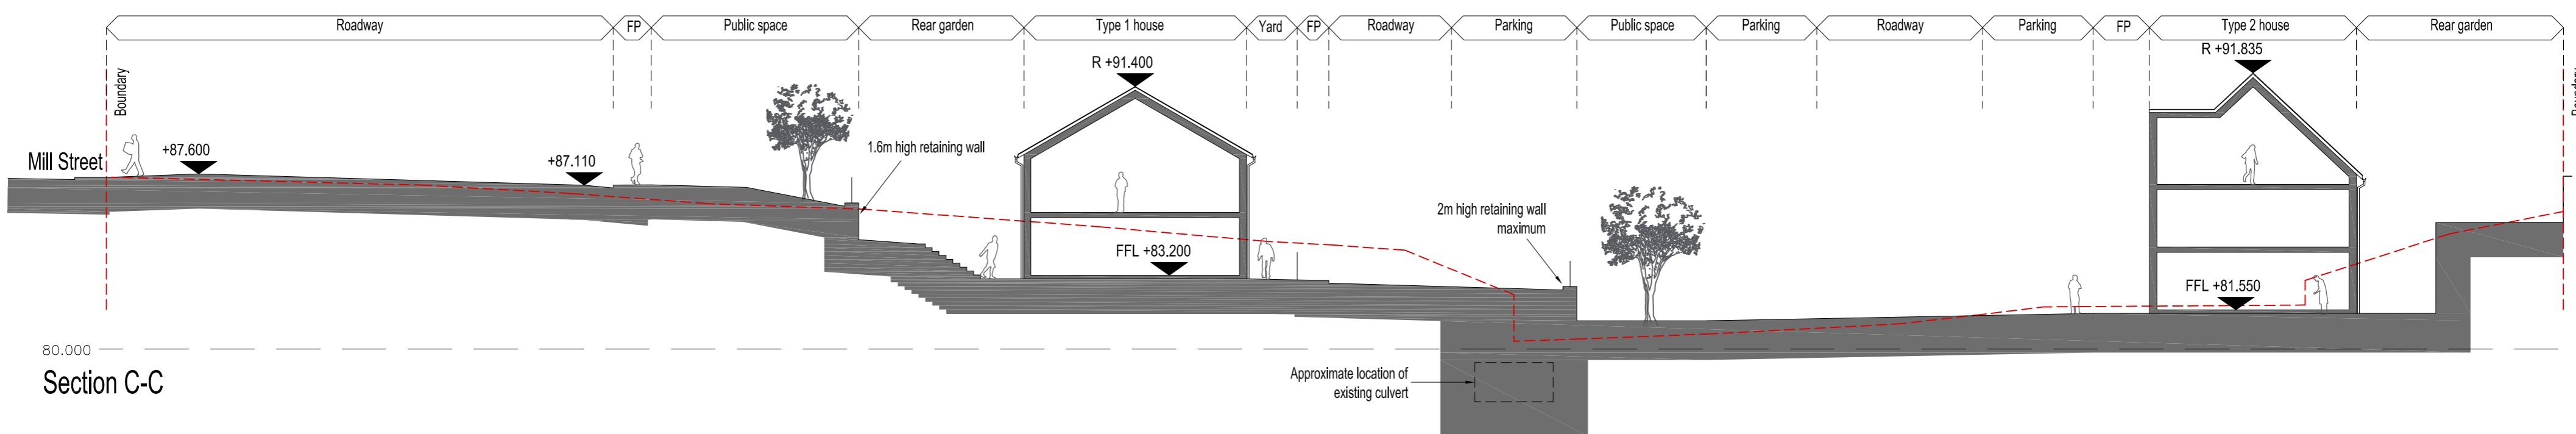 Roadway
FP
Public space
Rear garden
Type 1 house
Yard
FP
Roadway
Parking
Public space
Parking
Roadway
Parking
FP
Type 2 house
Rear garden
Boundary
R +91.400
R +91.835
Boundary
Mill Street
+87.600
+87.110
1.6m high retaining wall
2m high retaining wall
maximum
FFL +83.200
FFL +81.550
80.000
Section C-C
Approximate location of
existing culvert